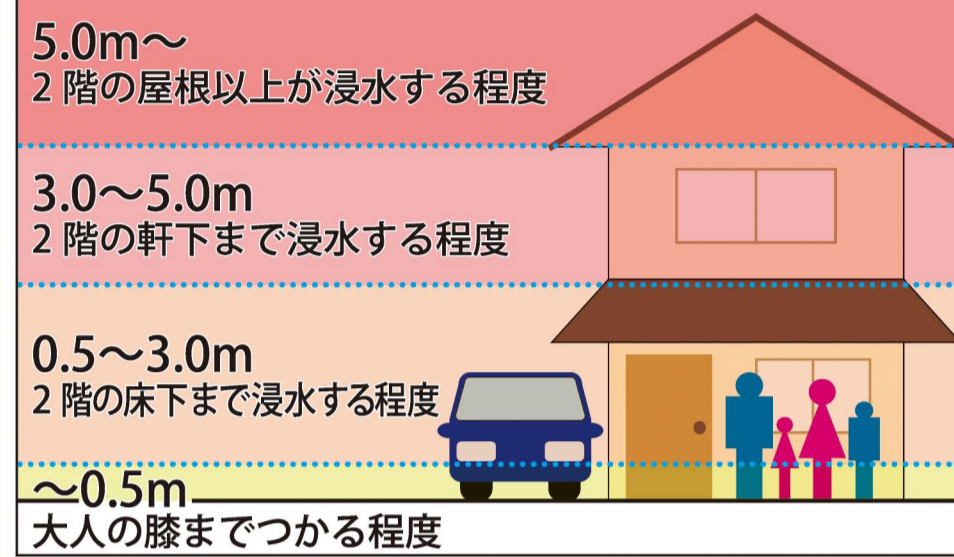 5.0m～
2 階の屋根以上が浸水する程度
3.0～5.0m
2 階の軒下まで浸水する程度
0.5～3.0m
2 階の床下まで浸水する程度
～0.5m
大人の膝までつかる程度